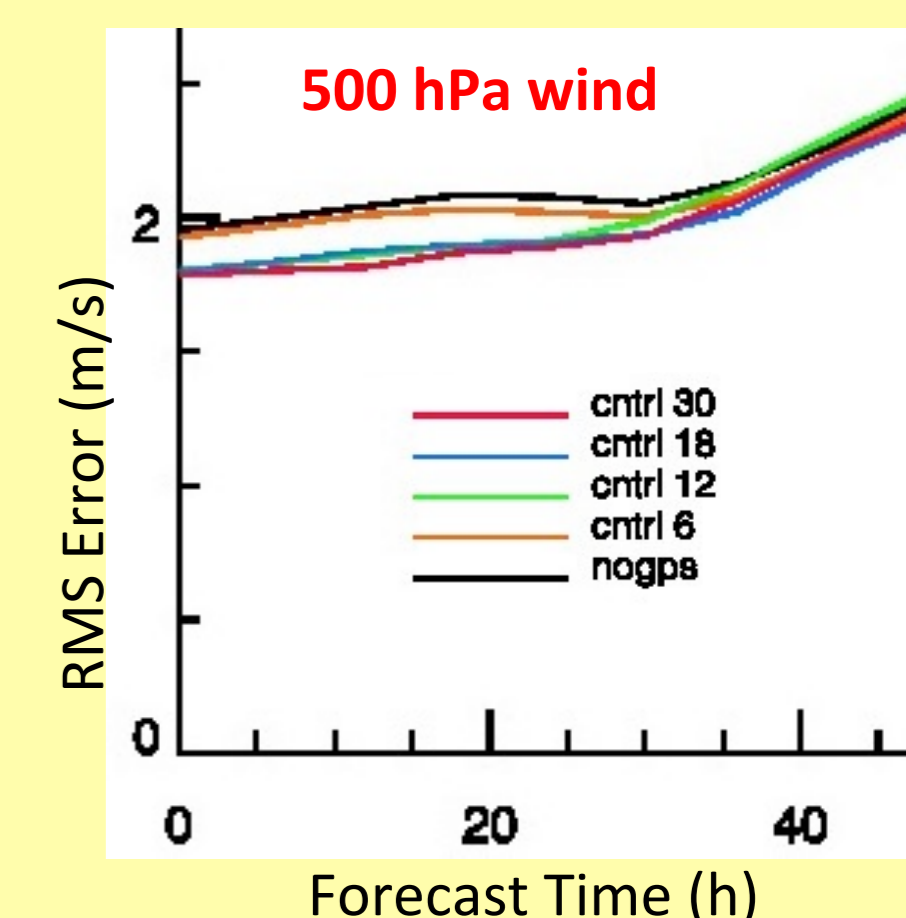 500 hPa wind
2
RMS Error (m/s)
cntrl 30
cntrl 18
cntrl 12
cntrl 6
nogps
0
0 20 40
Forecast Time (h)